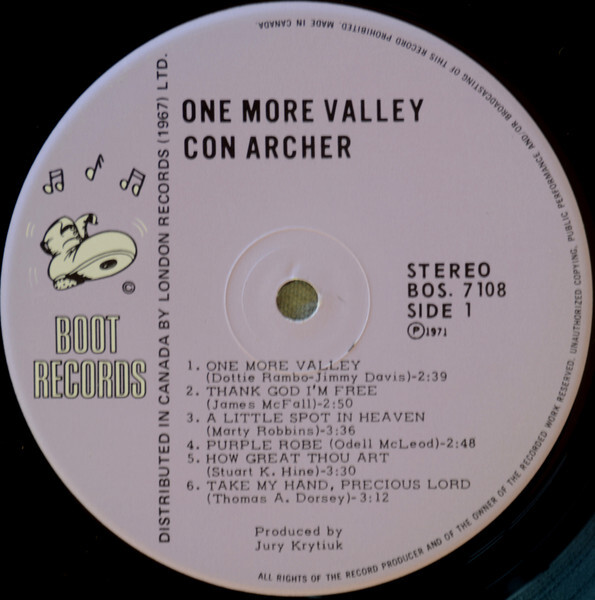 ONE MORE VALLEY
CON ARCHER
STEREO
BOS. 7108
SIDE 1
Ⓟ1971
©
BOOT
RECORDS
DISTRIBUTED IN CANADA BY LONDON RECORDS (1967) LTD.
1. ONE MORE VALLEY
(Dottie Rambo-Jimmy Davis)-2:39
2. THANK GOD I'M FREE
(James McFall)-2:50
3. A LITTLE SPOT IN HEAVEN
(Marty Robbins)-3:36
4. PURPLE ROBE (Odell McLeod)-2:48
5. HOW GREAT THOU ART
(Stuart K. Hine)-3:30
6. TAKE MY HAND, PRECIOUS LORD
(Thomas A. Dorsey)-3:12
Produced by
Jury Krytiuk
ALL RIGHTS OF THE RECORD PRODUCER AND OF THE OWNER OF THE RECORDED WORK RESERVED, UNAUTHORIZED COPYING, PUBLIC PERFORMANCE AND/OR BROADCASTING OF THIS RECORD PROHIBITED. MADE IN CANADA.